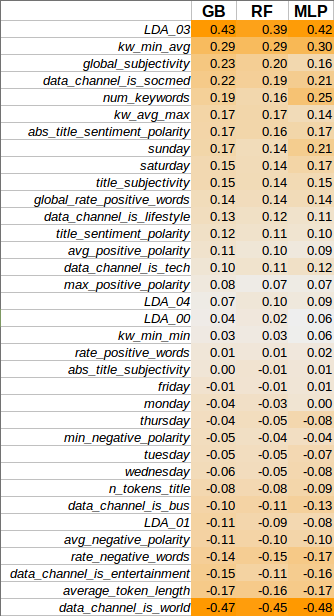 GB RF MLP
LDA_03 0.43 0.39 0.42
kw_min_avg 0.29 0.29 0.30
global_subjectivity 0.23 0.20 0.16
data_channel_is_socmed 0.22 0.19 0.21
num_keywords 0.19 0.16 0.25
kw_avg_max 0.17 0.17 0.14
abs_title_sentiment_polarity 0.17 0.16 0.17
sunday 0.17 0.14 0.21
saturday 0.15 0.14 0.17
title_subjectivity 0.15 0.14 0.15
global_rate_positive_words 0.14 0.14 0.14
data_channel_is_lifestyle 0.13 0.12 0.11
title_sentiment_polarity 0.12 0.11 0.10
avg_positive_polarity 0.11 0.10 0.09
data_channel_is_tech 0.10 0.11 0.12
max_positive_polarity 0.08 0.07 0.07
LDA_04 0.07 0.10 0.09
LDA_00 0.04 0.02 0.06
kw_min_min 0.03 0.03 0.06
rate_positive_words 0.01 0.01 0.02
abs_title_subjectivity 0.00 -0.01 0.01
friday -0.01 -0.01 0.01
monday -0.04 -0.03 0.00
thursday -0.04 -0.05 -0.08
min_negative_polarity -0.05 -0.04 -0.04
tuesday -0.05 -0.05 -0.07
wednesday -0.06 -0.05 -0.08
n_tokens_title -0.08 -0.08 -0.09
data_channel_is_bus -0.10 -0.11 -0.13
LDA_01 -0.11 -0.09 -0.08
avg_negative_polarity -0.11 -0.10 -0.10
rate_negative_words -0.14 -0.15 -0.17
data_channel_is_entertainment -0.15 -0.11 -0.16
average_token_length -0.17 -0.16 -0.17
data_channel_is_world -0.47 -0.45 -0.48